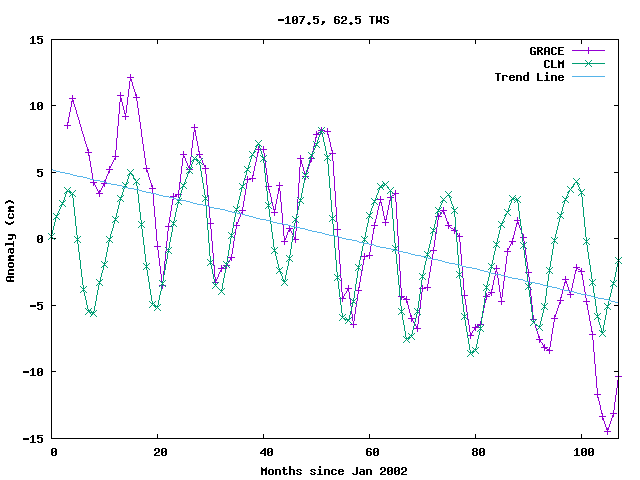 -107.5, 62.5 TWS
GRACE
CLM
Trend Line
15
10
5
0
-5
-10
-15
Anomaly (cm)
0 20 40 60 80 100
Months since Jan 2002